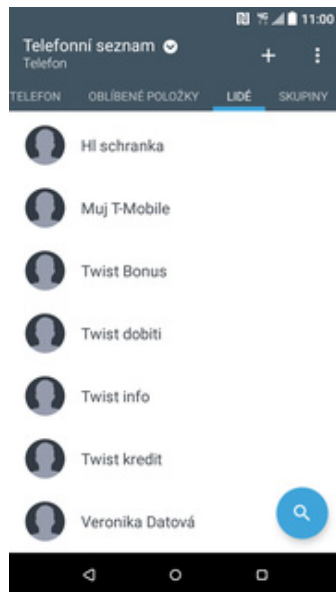 11:00
Telefonní seznam
Telefon
TELEFON OBLÍBENÉ POLOŽKY LIDÉ SKUPINY
Hl schranka
Muj T-Mobile
Twist Bonus
Twist dobiti
Twist info
Twist kredit
Veronika Datová